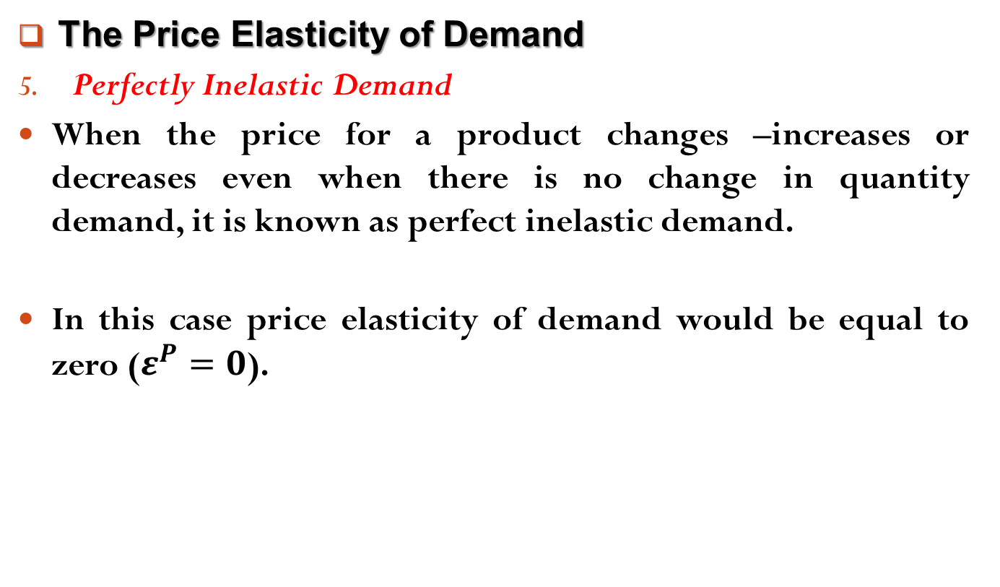 ❑ The Price Elasticity of Demand
5. Perfectly Inelastic Demand
• When the price for a product changes –increases or
decreases even when there is no change in quantity
demand, it is known as perfect inelastic demand.
• In this case price elasticity of demand would be equal to
zero (𝜺ᴾ = 𝟎).